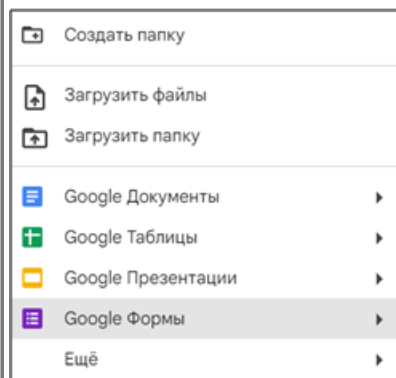 Создать папку
Загрузить файлы
Загрузить папку
Google Документы
Google Таблицы
Google Презентации
Google Формы
Ещё